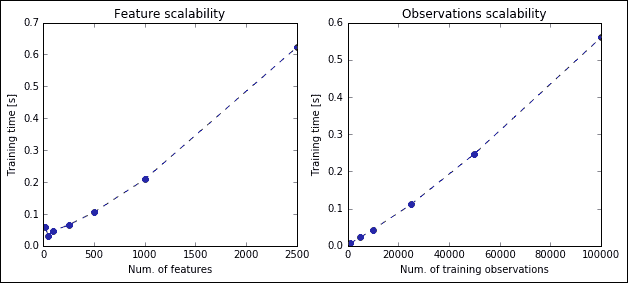 Feature scalability
0.7
0.6
0.5
0.4
0.3
0.2
0.1
0.0
Training time [s]
0 500 1000 1500 2000 2500
Num. of features
Observations scalability
0.6
0.5
0.4
0.3
0.2
0.1
0.0
Training time [s]
0 20000 40000 60000 80000 100000
Num. of training observations